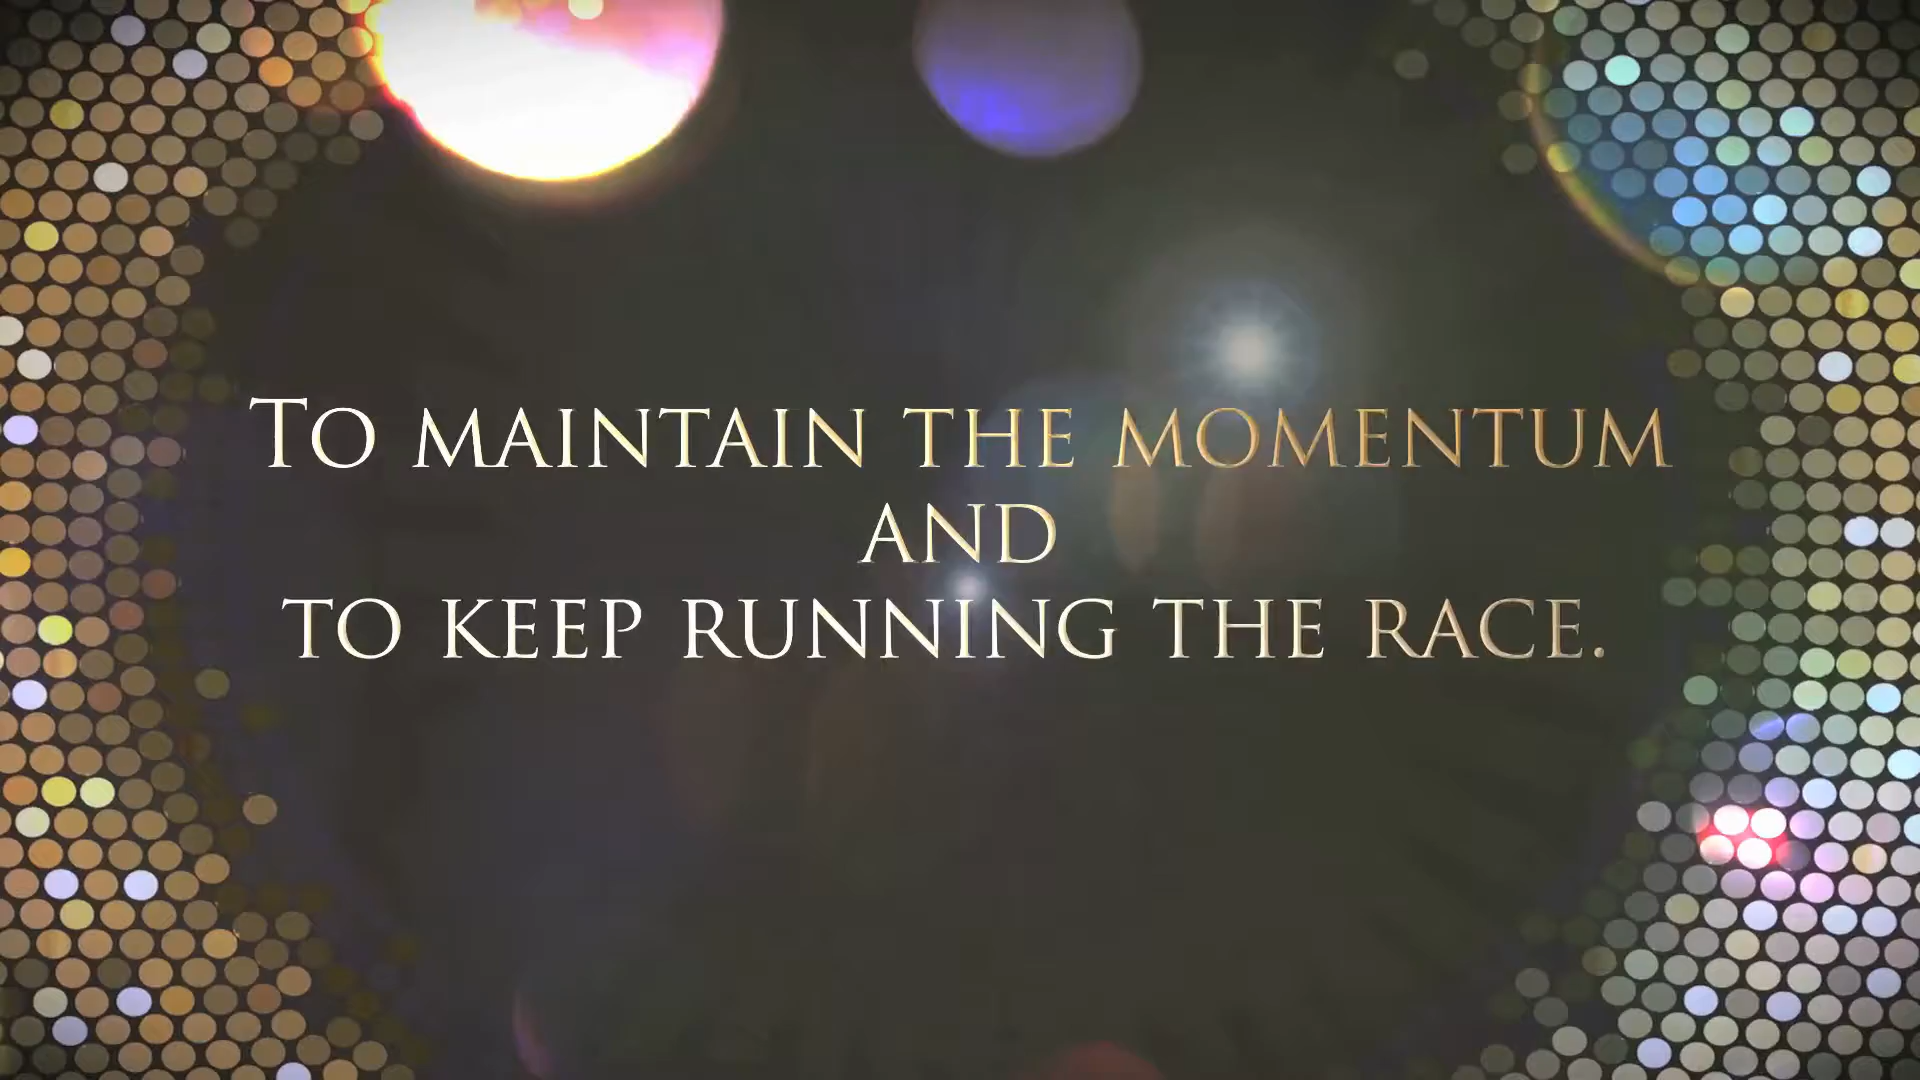 To maintain the momentum
and
to keep running the race.